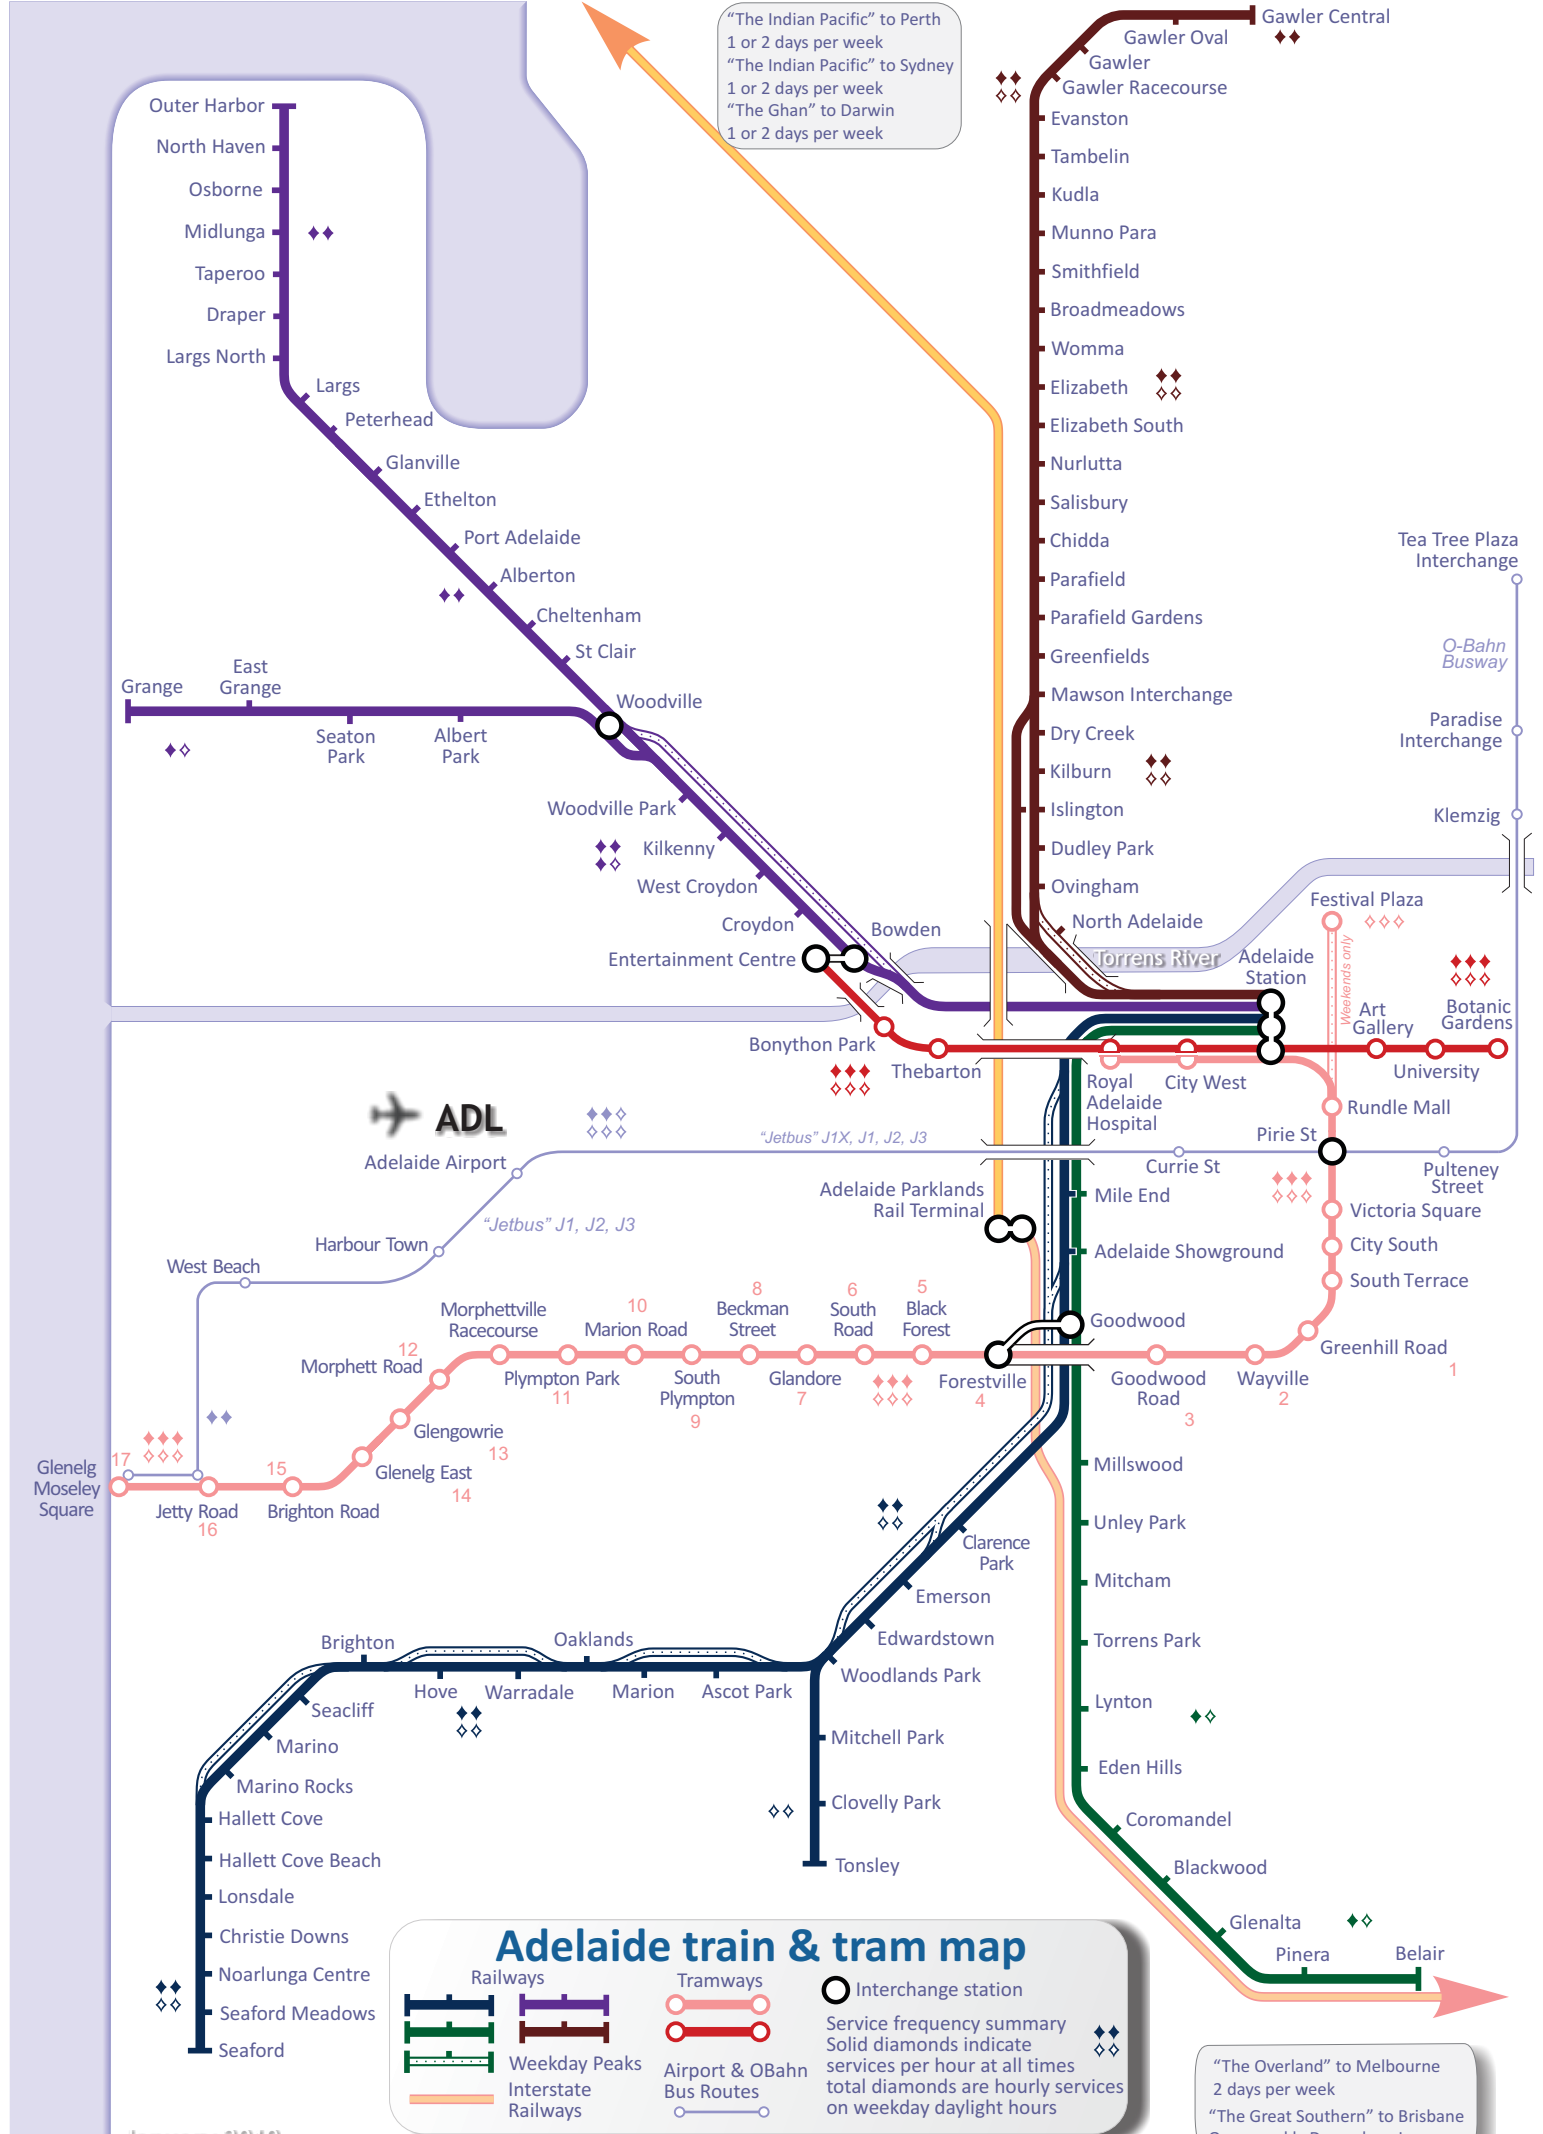 “The Indian Pacific” to Perth
1 or 2 days per week
“The Indian Pacific” to Sydney
1 or 2 days per week
“The Ghan” to Darwin
1 or 2 days per week
Gawler Central
Gawler Oval
Gawler
Gawler Racecourse
Evanston
Tambelin
Kudla
Munno Para
Smithfield
Broadmeadows
Womma
Elizabeth
Elizabeth South
Nurlutta
Salisbury
Chidda
Parafield
Parafield Gardens
Greenfields
Mawson Interchange
Dry Creek
Kilburn
Islington
Dudley Park
Ovingham
North Adelaide
Torrens River
Adelaide
Station
Outer Harbor
North Haven
Osborne
Midlunga
Taperoo
Draper
Largs North
Largs
Peterhead
Glanville
Ethelton
Port Adelaide
Alberton
Cheltenham
St Clair
Woodville
Grange
East
Grange
Seaton
Park
Albert
Park
Woodville Park
Kilkenny
West Croydon
Croydon
Bowden
Entertainment Centre
Bonython Park
Thebarton
Royal
Adelaide
Hospital
City West
Festival Plaza
Weekends only
Art
Gallery
Botanic
Gardens
University
Rundle Mall
Pirie St
Tea Tree Plaza
Interchange
O-Bahn
Busway
Paradise
Interchange
Klemzig
Pulteney
Street
Currie St
“Jetbus” J1X, J1, J2, J3
ADL
Adelaide Airport
“Jetbus” J1, J2, J3
Harbour Town
West Beach
Adelaide Parklands
Rail Terminal
Mile End
Adelaide Showground
Goodwood
Victoria Square
City South
South Terrace
Greenhill Road
1
Wayville
2
Goodwood
Road
3
Forestville
4
5
Black
Forest
6
South
Road
Glandore
7
8
Beckman
Street
South
Plympton
9
10
Marion Road
Plympton Park
11
Morphettville
Racecourse
12
Morphett Road
Glengowrie
13
Glenelg East
14
15
Brighton Road
Jetty Road
16
17
Glenelg
Moseley
Square
Millswood
Unley Park
Mitcham
Torrens Park
Lynton
Eden Hills
Coromandel
Blackwood
Glenalta
Pinera
Belair
Clarence
Park
Emerson
Edwardstown
Woodlands Park
Mitchell Park
Clovelly Park
Tonsley
Ascot Park
Marion
Oaklands
Warradale
Hove
Brighton
Seacliff
Marino
Marino Rocks
Hallett Cove
Hallett Cove Beach
Lonsdale
Christie Downs
Noarlunga Centre
Seaford Meadows
Seaford
Adelaide train & tram map
Railways
Weekday Peaks
Interstate
Railways
Tramways
Airport & OBahn
Bus Routes
Interchange station
Service frequency summary
Solid diamonds indicate
services per hour at all times
total diamonds are hourly services
on weekday daylight hours
“The Overland” to Melbourne
2 days per week
“The Great Southern” to Brisbane